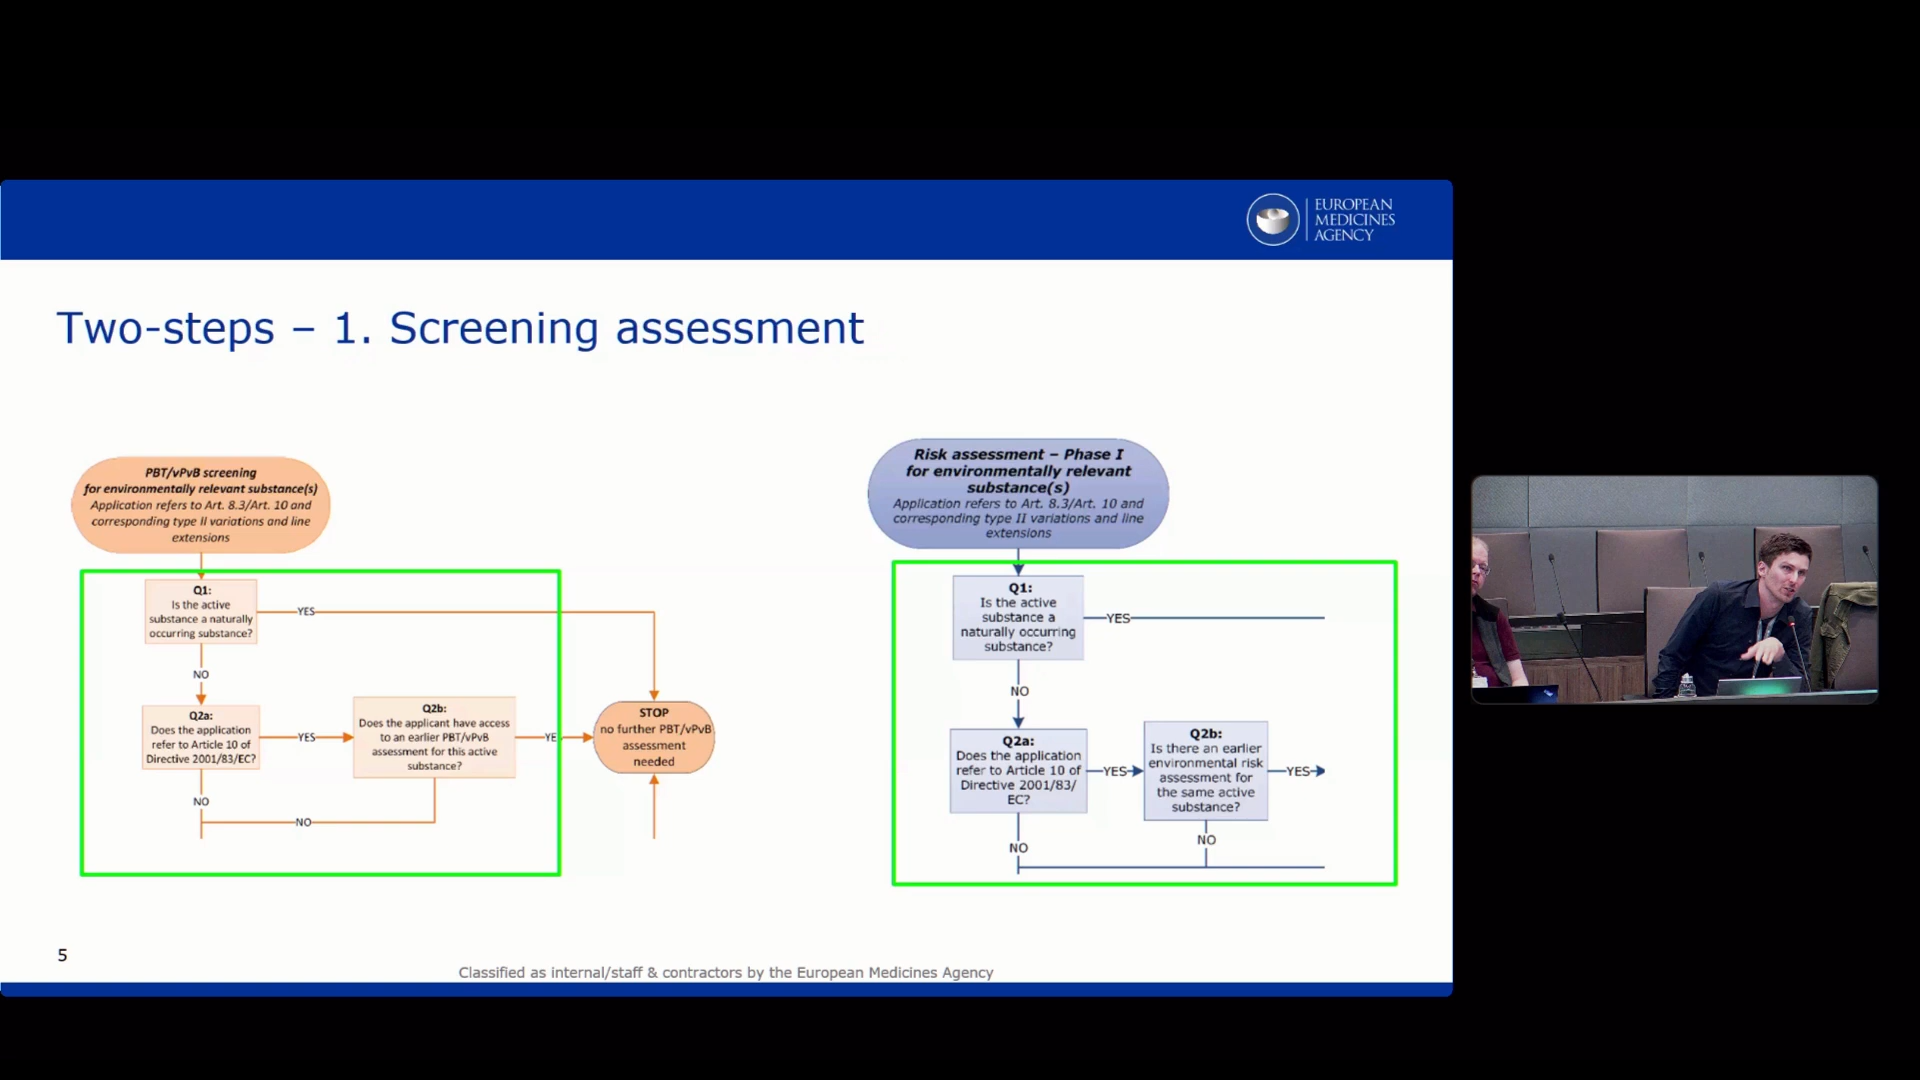 EUROPEAN
MEDICINES
AGENCY
Two-steps – 1. Screening assessment
PBT/vPvB screening
for environmentally relevant substance(s)
Application refers to Art. 8.3/Art. 10 and
corresponding type II variations and line
extensions
Q1:
Is the active
substance a naturally
occurring substance?
YES
NO
Q2a:
Does the application
refer to Article 10 of
Directive 2001/83/EC?
YES
Q2b:
Does the applicant have access
to an earlier PBT/vPvB
assessment for this active
substance?
YE
STOP
no further PBT/vPvB
assessment
needed
NO
NO
Risk assessment – Phase I
for environmentally relevant
substance(s)
Application refers to Art. 8.3/Art. 10 and
corresponding type II variations and line
extensions
Q1:
Is the active
substance a
naturally occurring
substance?
YES
NO
Q2a:
Does the application
refer to Article 10 of
Directive 2001/83/
EC?
YES
Q2b:
Is there an earlier
environmental risk
assessment for
the same active
substance?
YES
NO
NO
5
Classified as internal/staff & contractors by the European Medicines Agency